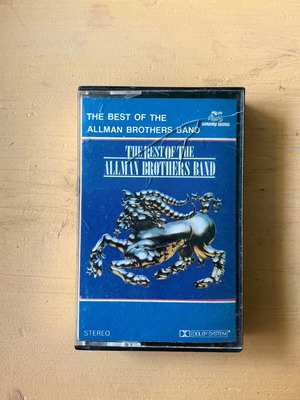 THE BEST OF THE
ALLMAN BROTHERS BAND
THE BEST OF THE
ALLMAN BROTHERS BAND
STEREO
DOLBY SYSTEM